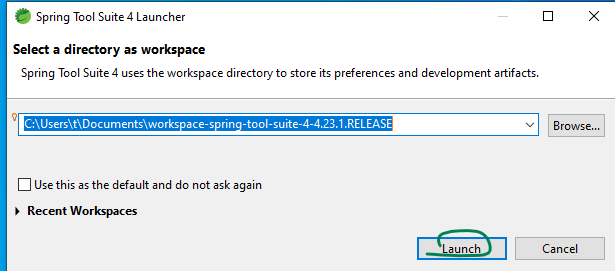 Spring Tool Suite 4 Launcher
Select a directory as workspace
Spring Tool Suite 4 uses the workspace directory to store its preferences and development artifacts.
C:\Users\t\Documents\workspace-spring-tool-suite-4-4.23.1.RELEASE
Browse...
Use this as the default and do not ask again
Recent Workspaces
Launch
Cancel